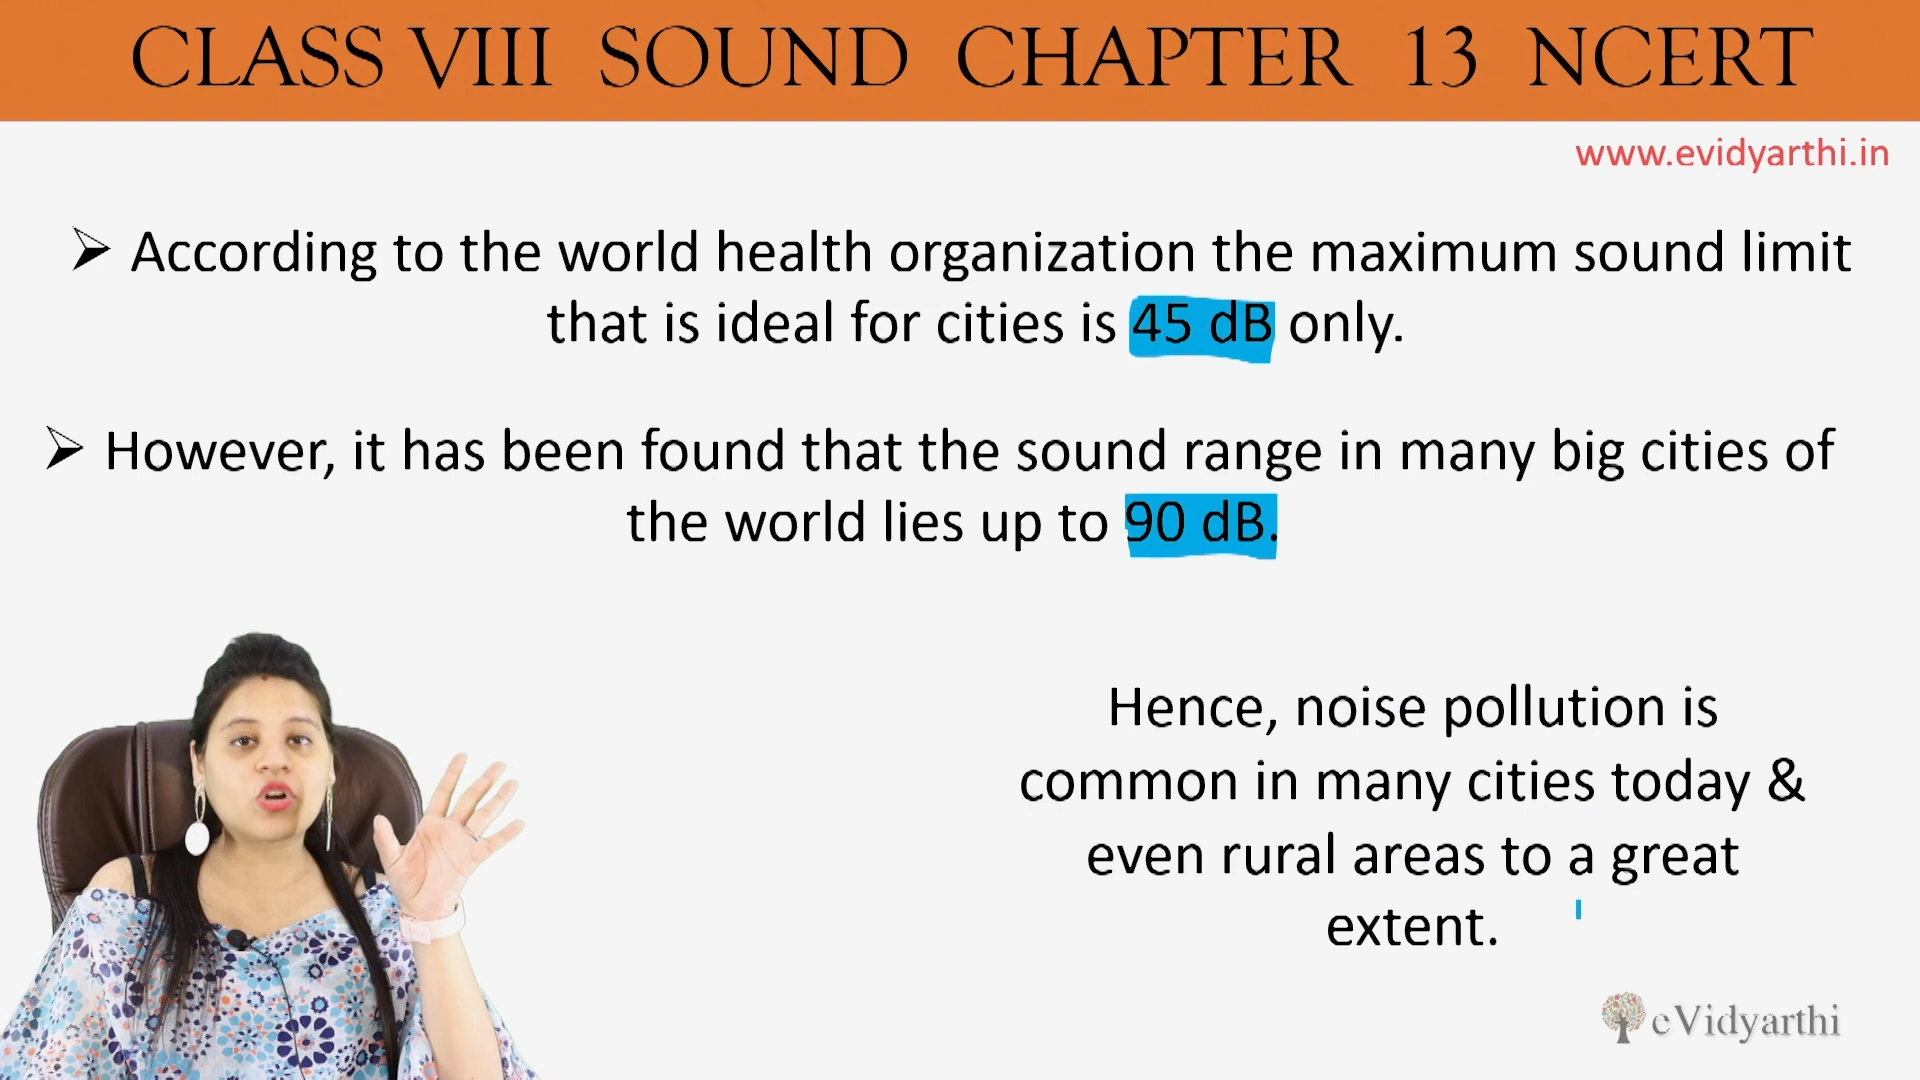 CLASS VIII SOUND CHAPTER 13 NCERT
www.evidyarthi.in
➢ According to the world health organization the maximum sound limit
that is ideal for cities is 45 dB only.
➢ However, it has been found that the sound range in many big cities of
the world lies up to 90 dB.
Hence, noise pollution is
common in many cities today &
even rural areas to a great
extent.
eVidyarthi